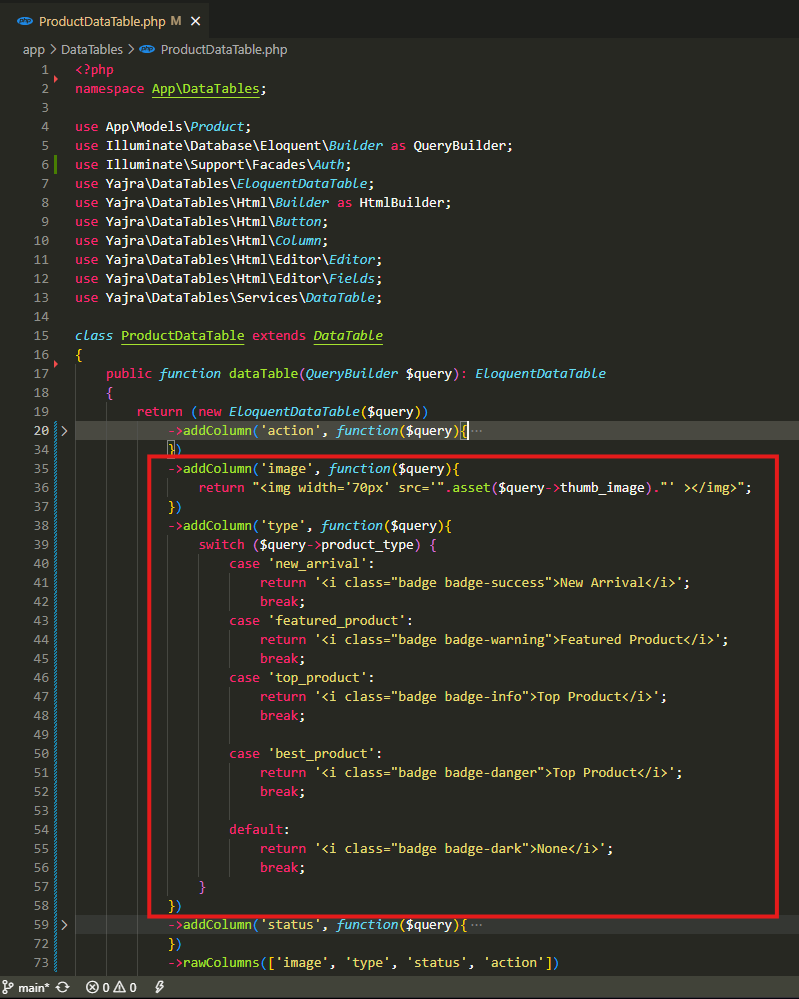 php ProductDataTable.php M ×
app > DataTables > php ProductDataTable.php
1 <?php
2 namespace App\DataTables;
3
4 use App\Models\Product;
5 use Illuminate\Database\Eloquent\Builder as QueryBuilder;
6 use Illuminate\Support\Facades\Auth;
7 use Yajra\DataTables\EloquentDataTable;
8 use Yajra\DataTables\Html\Builder as HtmlBuilder;
9 use Yajra\DataTables\Html\Button;
10 use Yajra\DataTables\Html\Column;
11 use Yajra\DataTables\Html\Editor\Editor;
12 use Yajra\DataTables\Html\Editor\Fields;
13 use Yajra\DataTables\Services\DataTable;
14
15 class ProductDataTable extends DataTable
16 {
17 public function dataTable(QueryBuilder $query): EloquentDataTable
18 {
19 return (new EloquentDataTable($query))
20 > ->addColumn('action', function($query){ ···
34 })
35 ->addColumn('image', function($query){
36 return "<img width='70px' src='".asset($query->thumb_image)."' ></img>";
37 })
38 ->addColumn('type', function($query){
39 switch ($query->product_type) {
40 case 'new_arrival':
41 return '<i class="badge badge-success">New Arrival</i>';
42 break;
43 case 'featured_product':
44 return '<i class="badge badge-warning">Featured Product</i>';
45 break;
46 case 'top_product':
47 return '<i class="badge badge-info">Top Product</i>';
48 break;
49
50 case 'best_product':
51 return '<i class="badge badge-danger">Top Product</i>';
52 break;
53
54 default:
55 return '<i class="badge badge-dark">None</i>';
56 break;
57 }
58 })
59 > ->addColumn('status', function($query){ ···
72 })
73 ->rawColumns(['image', 'type', 'status', 'action'])
main* 0 0